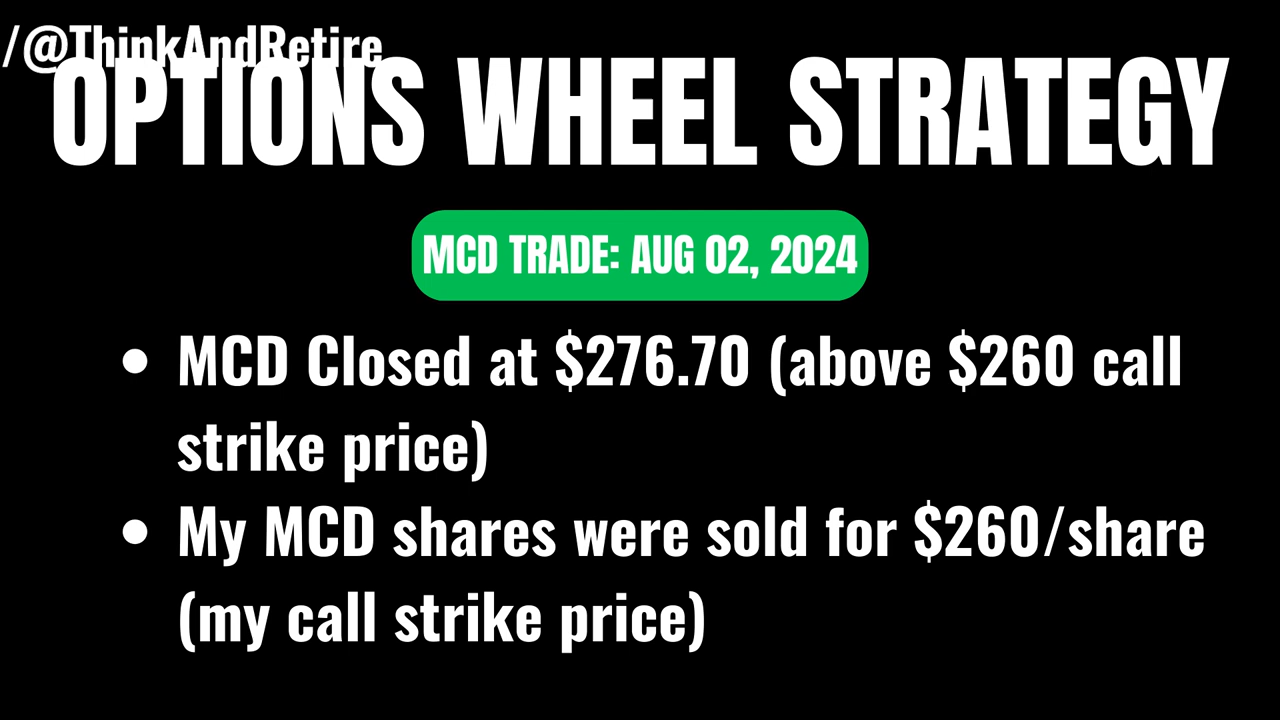 /@ThinkAndRetire
OPTIONS WHEEL STRATEGY
MCD TRADE: AUG 02, 2024
• MCD Closed at $276.70 (above $260 call
strike price)
• My MCD shares were sold for $260/share
(my call strike price)